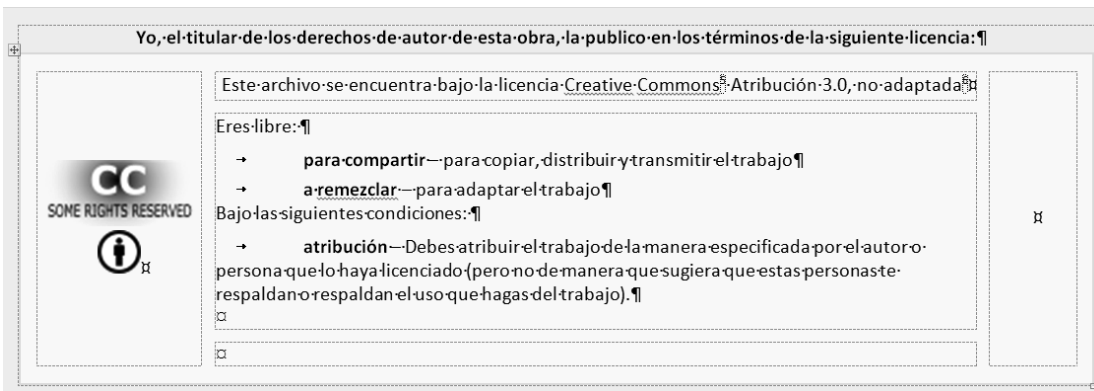 Yo, el titular de los derechos de autor de esta obra, la publico en los términos de la siguiente licencia:¶
Este archivo se encuentra bajo la licencia Creative Commons Atribución 3.0, no adaptada
CC
SOME RIGHTS RESERVED
Eres libre: ¶
para compartir – para copiar, distribuir y transmitir el trabajo¶
a remezclar – para adaptar el trabajo¶
Bajo las siguientes condiciones: ¶
atribución – Debes atribuir el trabajo de la manera especificada por el autor o
persona que lo haya licenciado (pero no de manera que sugiera que estas personas te
respaldan o respaldan el uso que hagas del trabajo).¶